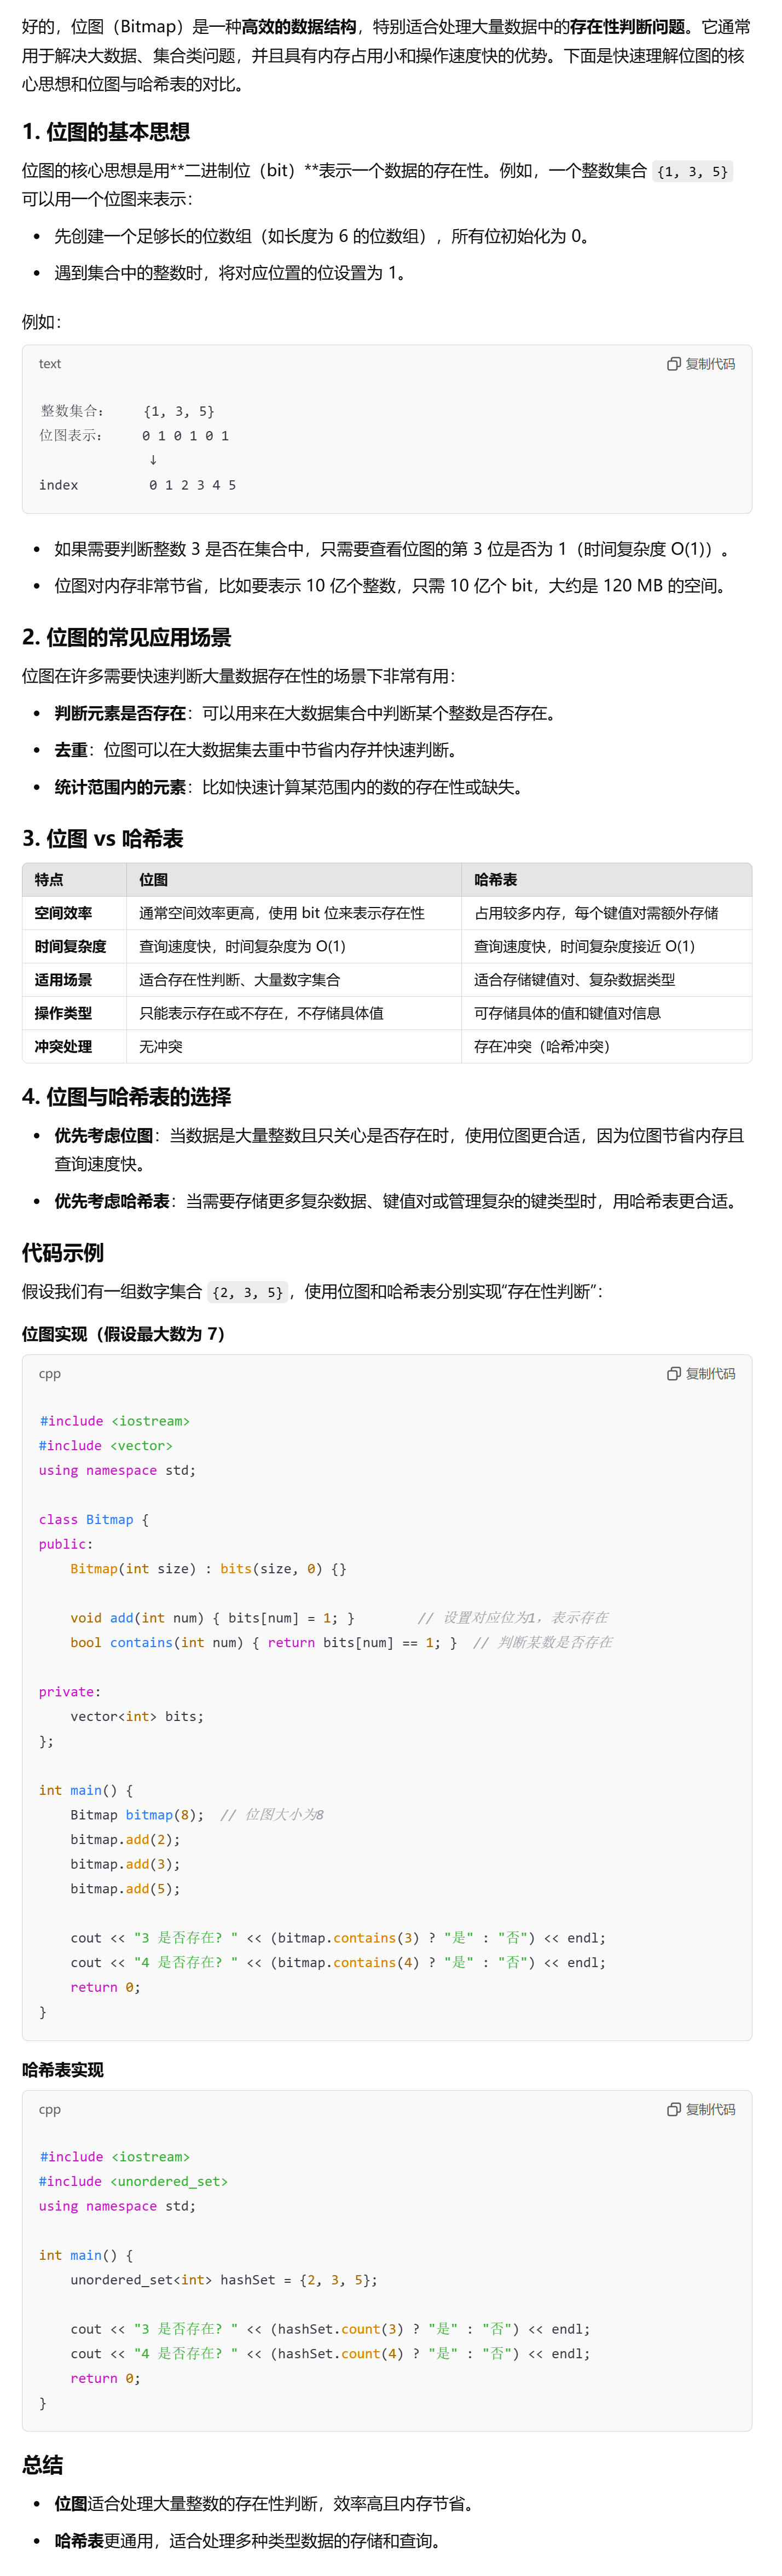 好的，位图（Bitmap）是一种高效的数据结构，特别适合处理大量数据中的存在性判断问题。它通常
用于解决大数据、集合类问题，并且具有内存占用小和操作速度快的优势。下面是快速理解位图的核
心思想和位图与哈希表的对比。
1. 位图的基本思想
位图的核心思想是用**二进制位（bit）**表示一个数据的存在性。例如，一个整数集合 {1, 3, 5}
可以用一个位图来表示：
• 先创建一个足够长的位数组（如长度为 6 的位数组），所有位初始化为 0。
• 遇到集合中的整数时，将对应位置的位设置为 1。
例如：
text 复制代码
整数集合： {1, 3, 5}
位图表示： 0 1 0 1 0 1
↓
index 0 1 2 3 4 5
• 如果需要判断整数 3 是否在集合中，只需要查看位图的第 3 位是否为 1（时间复杂度 O(1)）。
• 位图对内存非常节省，比如要表示 10 亿个整数，只需 10 亿个 bit，大约是 120 MB 的空间。
2. 位图的常见应用场景
位图在许多需要快速判断大量数据存在性的场景下非常有用：
• 判断元素是否存在：可以用来在大数据集合中判断某个整数是否存在。
• 去重：位图可以在大数据集去重中节省内存并快速判断。
• 统计范围内的元素：比如快速计算某范围内的数的存在性或缺失。
3. 位图 vs 哈希表
特点 位图 哈希表
空间效率 通常空间效率更高，使用 bit 位来表示存在性 占用较多内存，每个键值对需额外存储
时间复杂度 查询速度快，时间复杂度为 O(1) 查询速度快，时间复杂度接近 O(1)
适用场景 适合存在性判断、大量数字集合 适合存储键值对、复杂数据类型
操作类型 只能表示存在或不存在，不存储具体值 可存储具体的值和键值对信息
冲突处理 无冲突 存在冲突（哈希冲突）
4. 位图与哈希表的选择
• 优先考虑位图：当数据是大量整数且只关心是否存在时，使用位图更合适，因为位图节省内存且
查询速度快。
• 优先考虑哈希表：当需要存储更多复杂数据、键值对或管理复杂的键类型时，用哈希表更合适。
代码示例
假设我们有一组数字集合 {2, 3, 5}，使用位图和哈希表分别实现“存在性判断”：
位图实现（假设最大数为 7）
cpp 复制代码
#include <iostream>
#include <vector>
using namespace std;
class Bitmap {
public:
    Bitmap(int size) : bits(size, 0) {}
    void add(int num) { bits[num] = 1; }        // 设置对应位为1，表示存在
    bool contains(int num) { return bits[num] == 1; }  // 判断某数是否存在
private:
    vector<int> bits;
};
int main() {
    Bitmap bitmap(8);  // 位图大小为8
    bitmap.add(2);
    bitmap.add(3);
    bitmap.add(5);
    cout << "3 是否存在? " << (bitmap.contains(3) ? "是" : "否") << endl;
    cout << "4 是否存在? " << (bitmap.contains(4) ? "是" : "否") << endl;
    return 0;
}
哈希表实现
cpp 复制代码
#include <iostream>
#include <unordered_set>
using namespace std;
int main() {
    unordered_set<int> hashSet = {2, 3, 5};
    cout << "3 是否存在? " << (hashSet.count(3) ? "是" : "否") << endl;
    cout << "4 是否存在? " << (hashSet.count(4) ? "是" : "否") << endl;
    return 0;
}
总结
• 位图适合处理大量整数的存在性判断，效率高且内存节省。
• 哈希表更通用，适合处理多种类型数据的存储和查询。